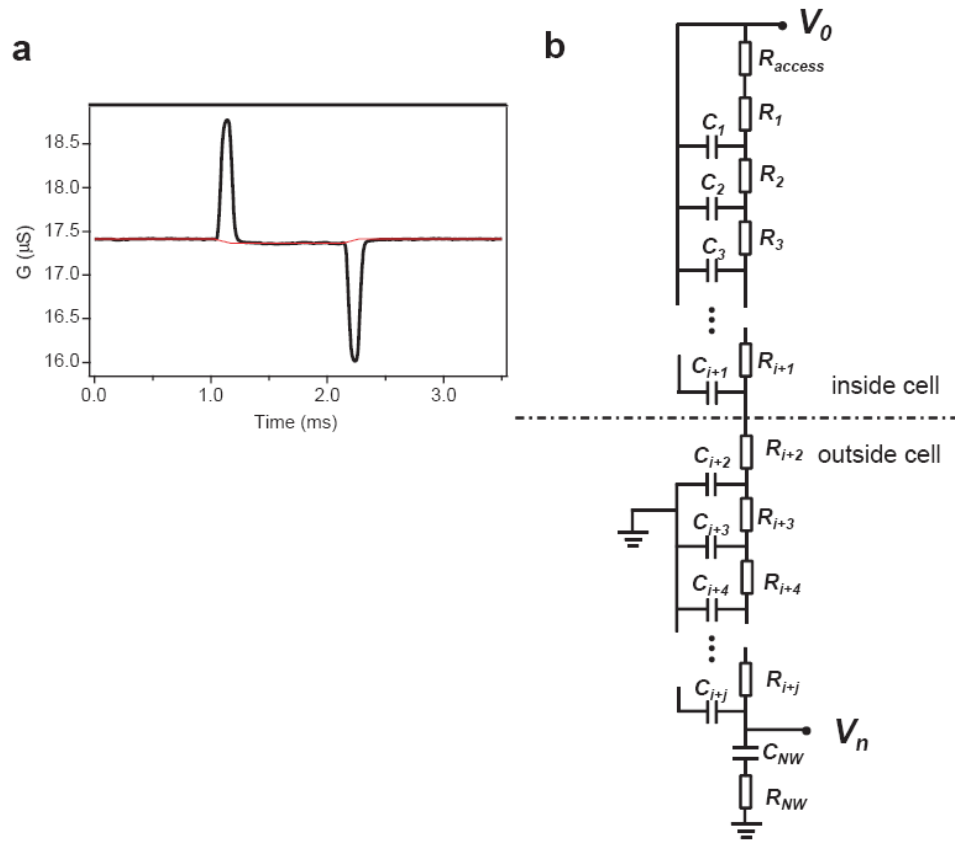 a
G (µS)
18.5
18.0
17.5
17.0
16.5
16.0
0.0 1.0 2.0 3.0
Time (ms)
b
V0
Raccess
R1
C1
R2
C2
R3
C3
Ri+1
Ci+1
inside cell
outside cell
Ri+2
Ci+2
Ri+3
Ci+3
Ri+4
Ci+4
Ri+j
Ci+j
Vn
CNW
RNW